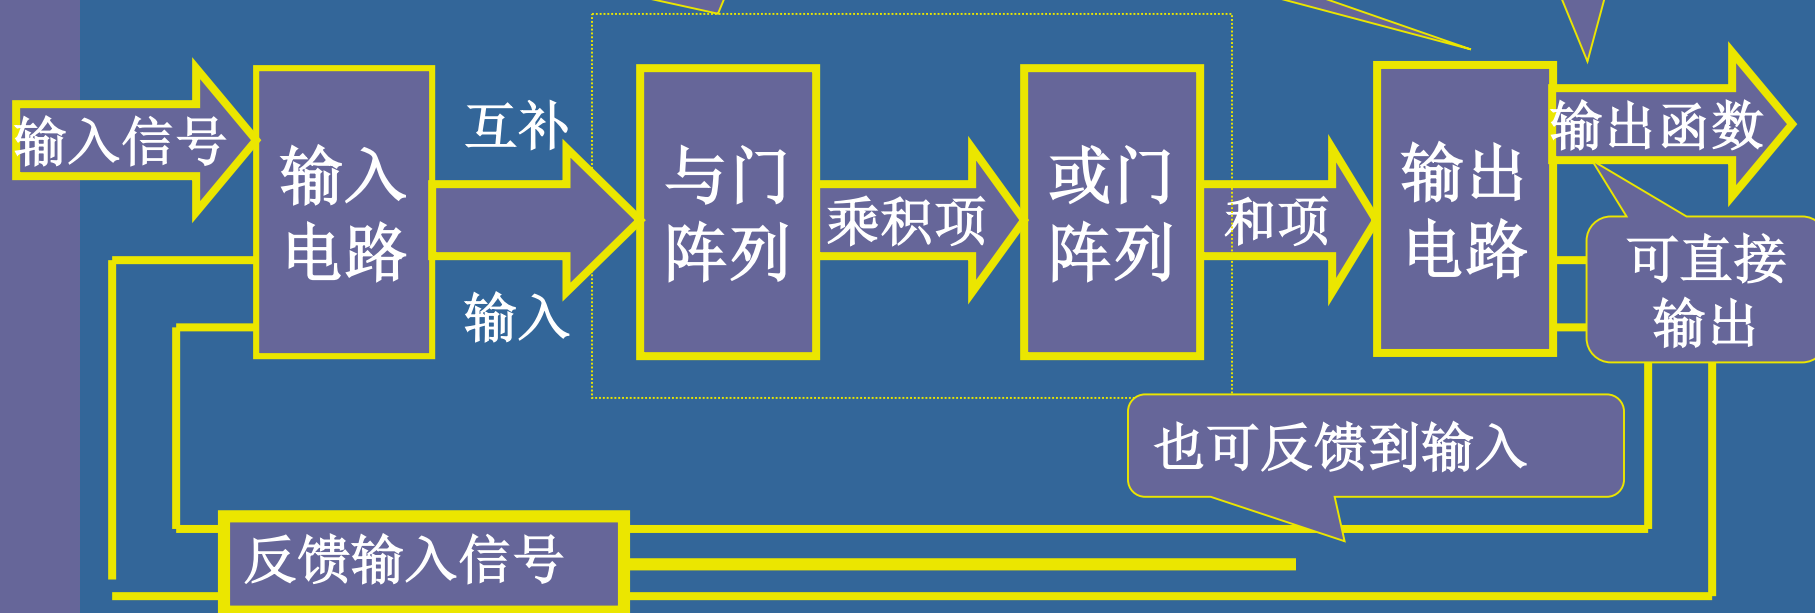 输入信号
输入
电路
互补
输入
与门
阵列
乘积项
或门
阵列
和项
输出
电路
输出函数
可直接
输出
也可反馈到输入
反馈输入信号